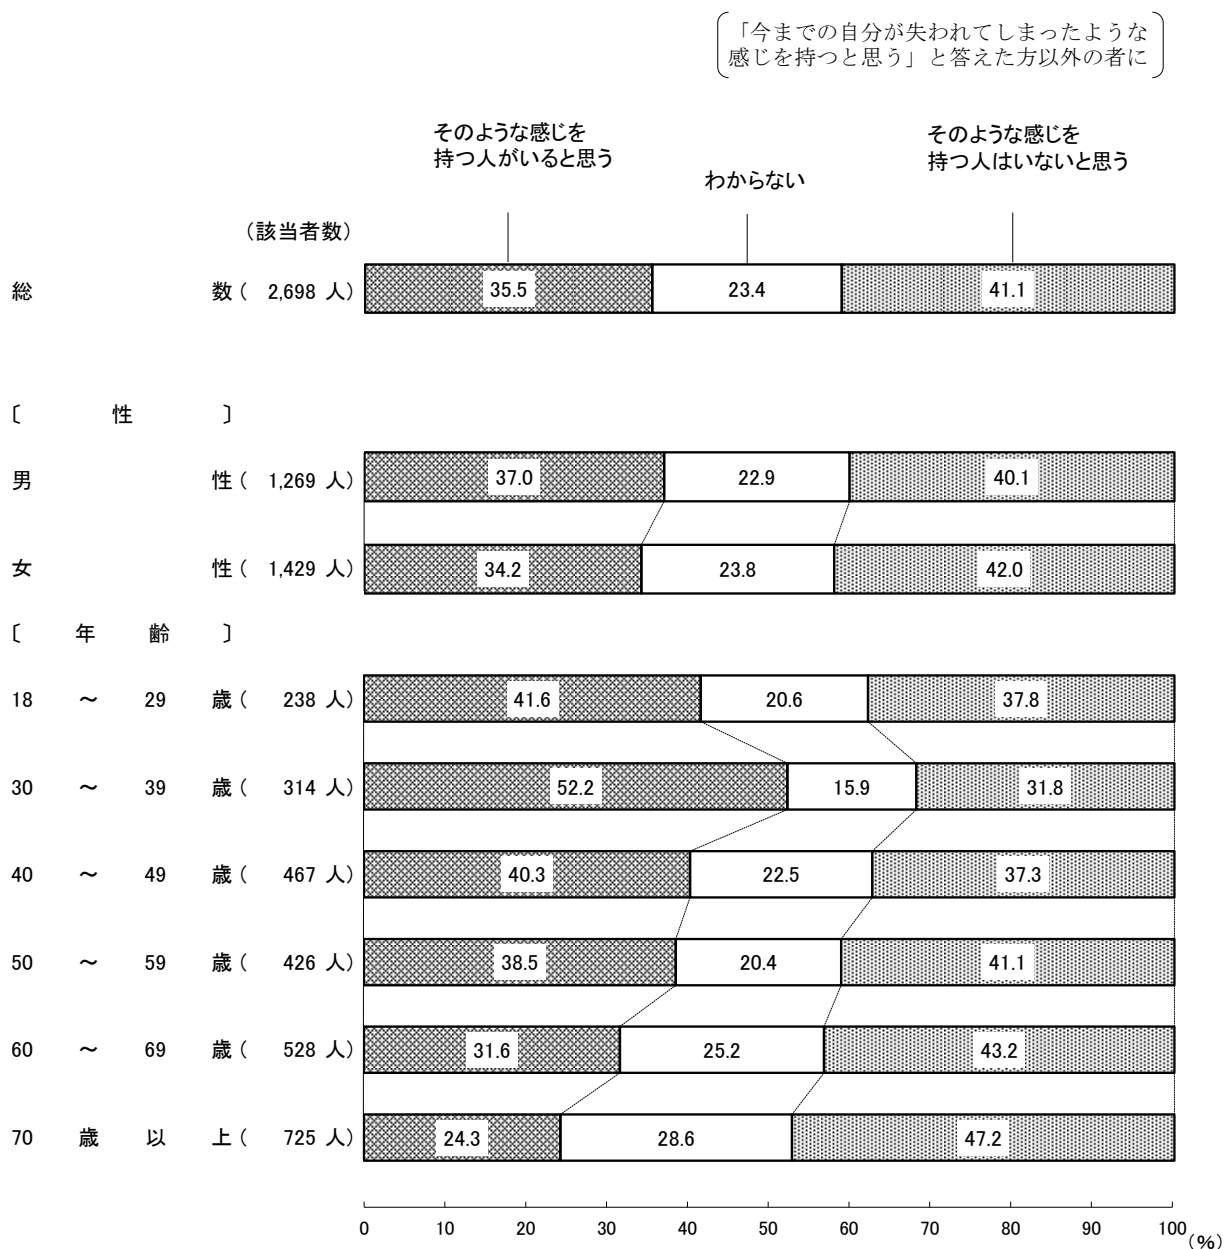 「今までの自分が失われてしまったような
感じを持つと思う」と答えた方以外の者に
そのような感じを
持つ人がいると思う
わからない
そのような感じを
持つ人はいないと思う
（該当者数）
総 数（ 2,698 人） 35.5 23.4 41.1
〔 性 〕
男 性（ 1,269 人） 37.0 22.9 40.1
女 性（ 1,429 人） 34.2 23.8 42.0
〔 年 齢 〕
18 ～ 29 歳（ 238 人） 41.6 20.6 37.8
30 ～ 39 歳（ 314 人） 52.2 15.9 31.8
40 ～ 49 歳（ 467 人） 40.3 22.5 37.3
50 ～ 59 歳（ 426 人） 38.5 20.4 41.1
60 ～ 69 歳（ 528 人） 31.6 25.2 43.2
70 歳 以 上（ 725 人） 24.3 28.6 47.2
0 10 20 30 40 50 60 70 80 90 100 (％)